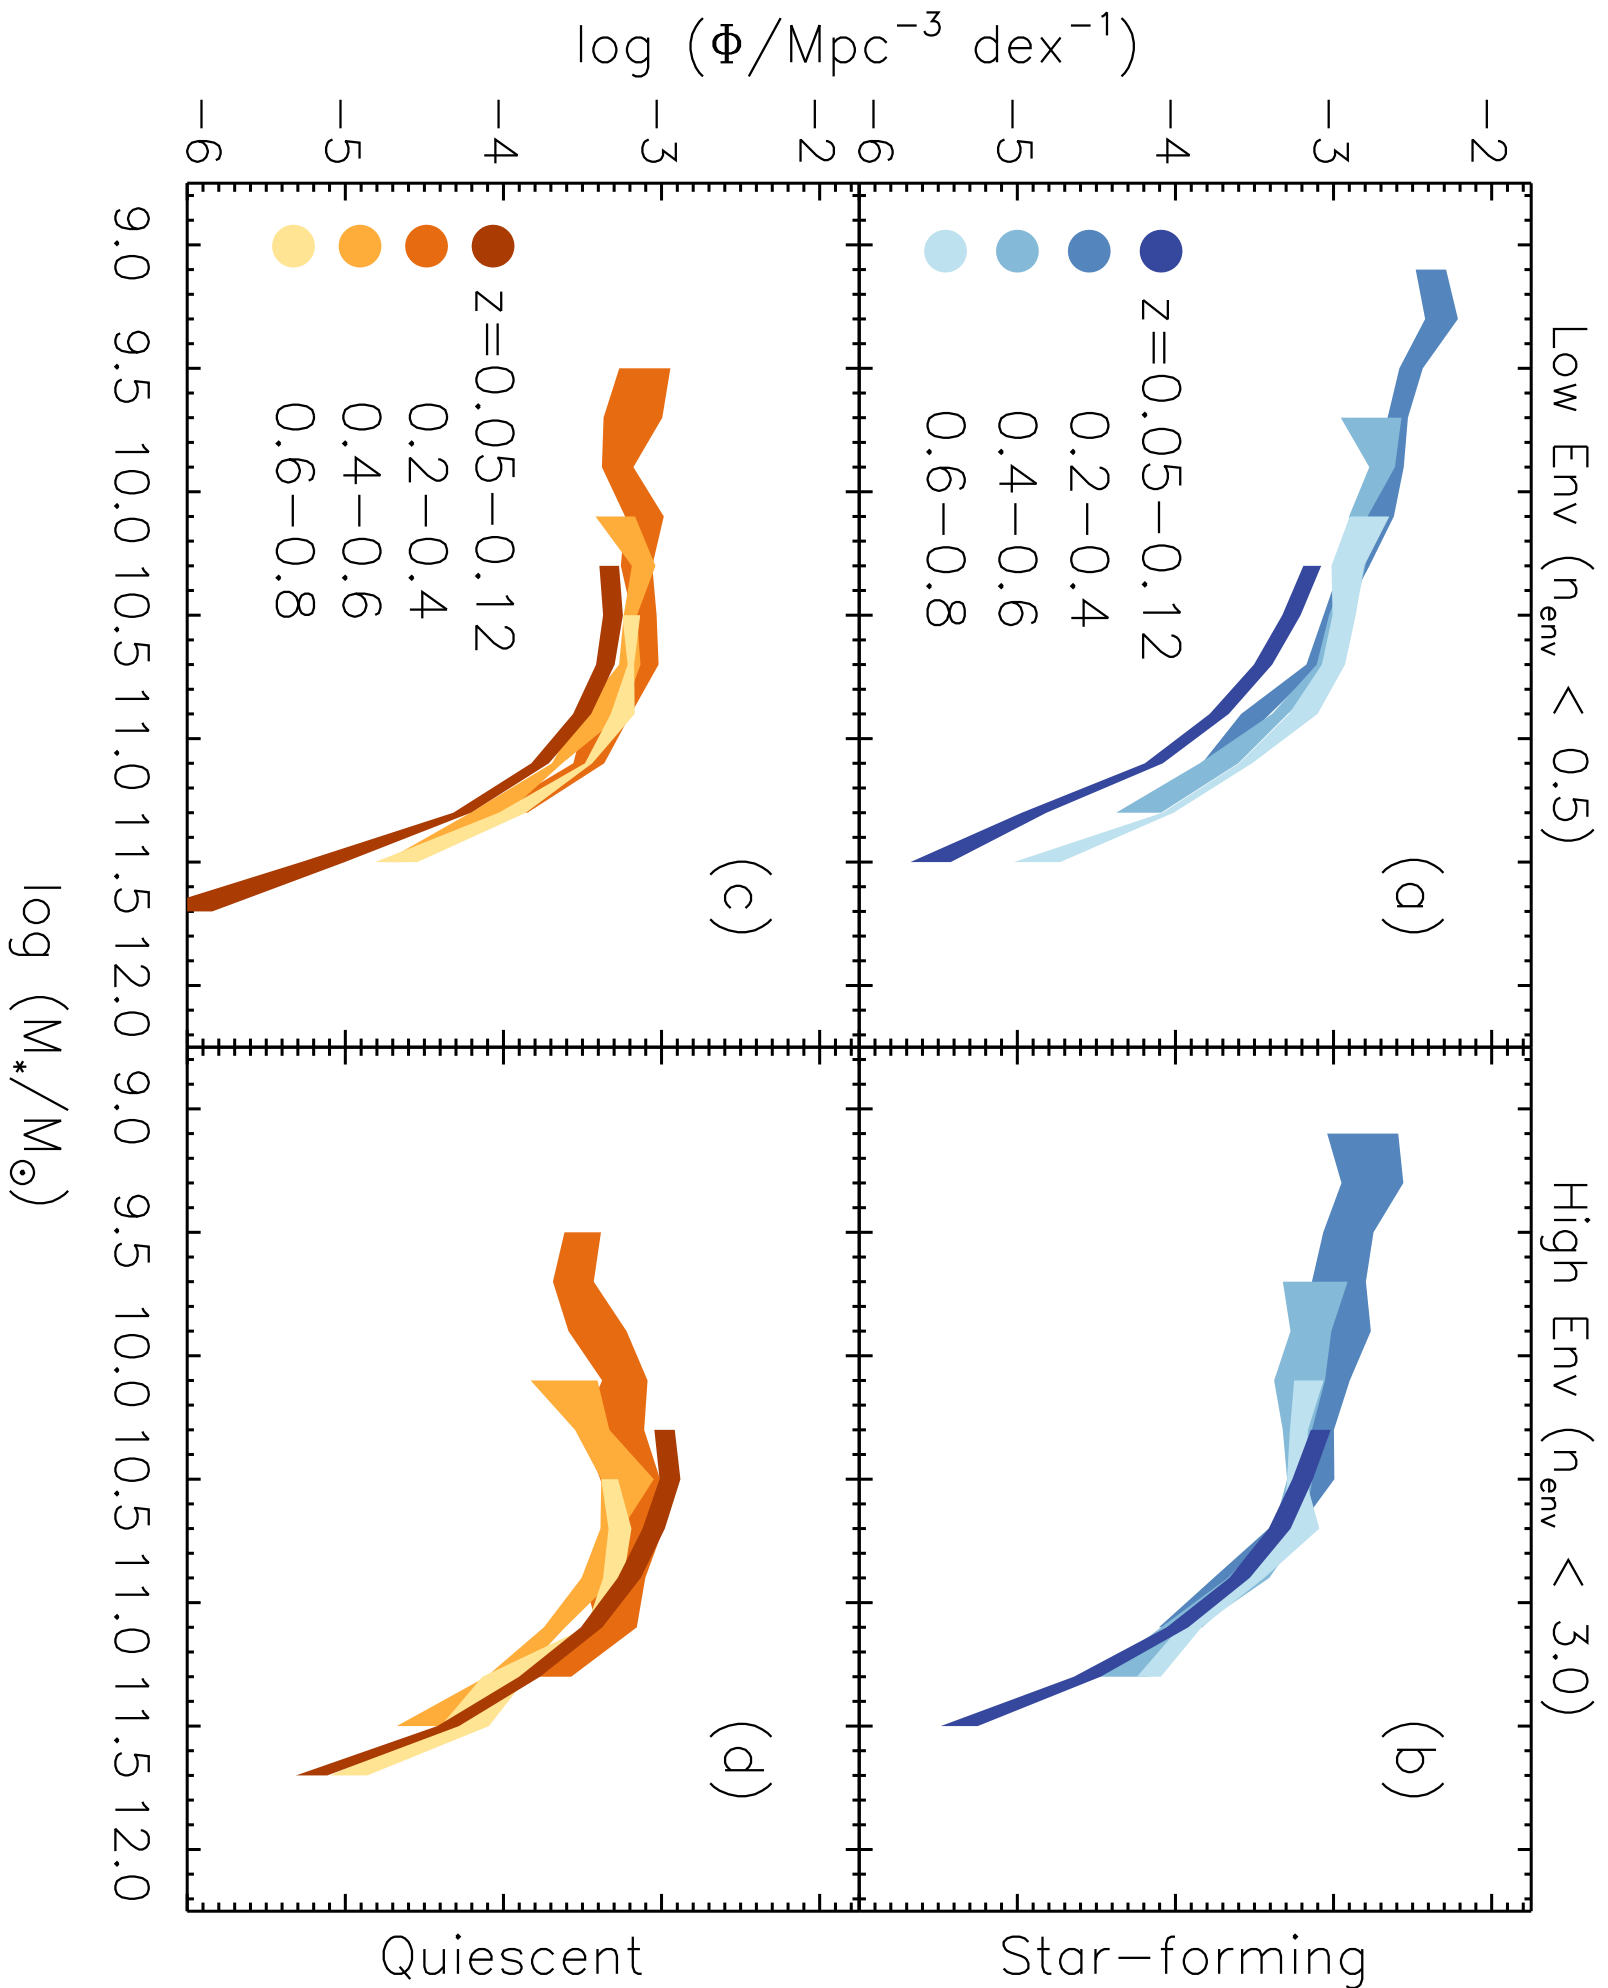 Low Env (n_env < 0.5)
High Env (n_env < 3.0)
(a)
(b)
z=0.05−0.12
0.2−0.4
0.4−0.6
0.6−0.8
−2
−3
−4
−5
−6
Star−forming
(c)
(d)
z=0.05−0.12
0.2−0.4
0.4−0.6
0.6−0.8
−2
−3
−4
−5
−6
Quiescent
log (Φ/Mpc⁻³ dex⁻¹)
9.0 9.5 10.0 10.5 11.0 11.5 12.0
9.0 9.5 10.0 10.5 11.0 11.5 12.0
log (M*/M⊙)